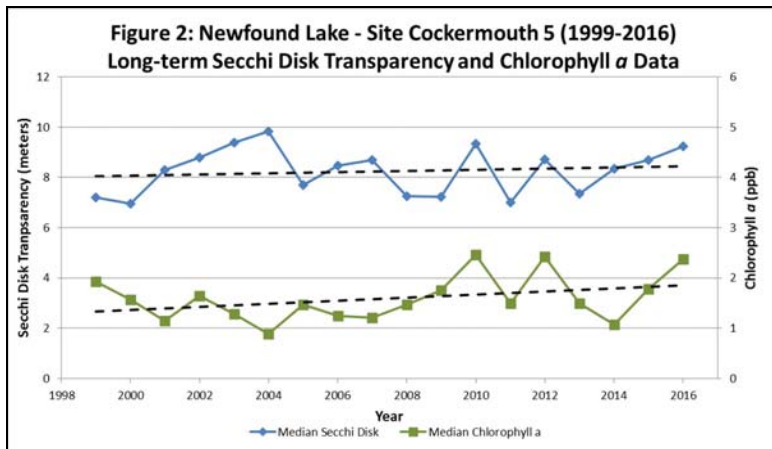 Figure 2: Newfound Lake - Site Cockermouth 5 (1999-2016)
Long-term Secchi Disk Transparency and Chlorophyll a Data
Secchi Disk Tranpsarency (meters)
12
10
8
6
4
2
0
6
5
4
3
2
1
0
Chlorophyll a (ppb)
1998 2000 2002 2004 2006 2008 2010 2012 2014 2016
Year
Median Secchi Disk Median Chlorophyll a